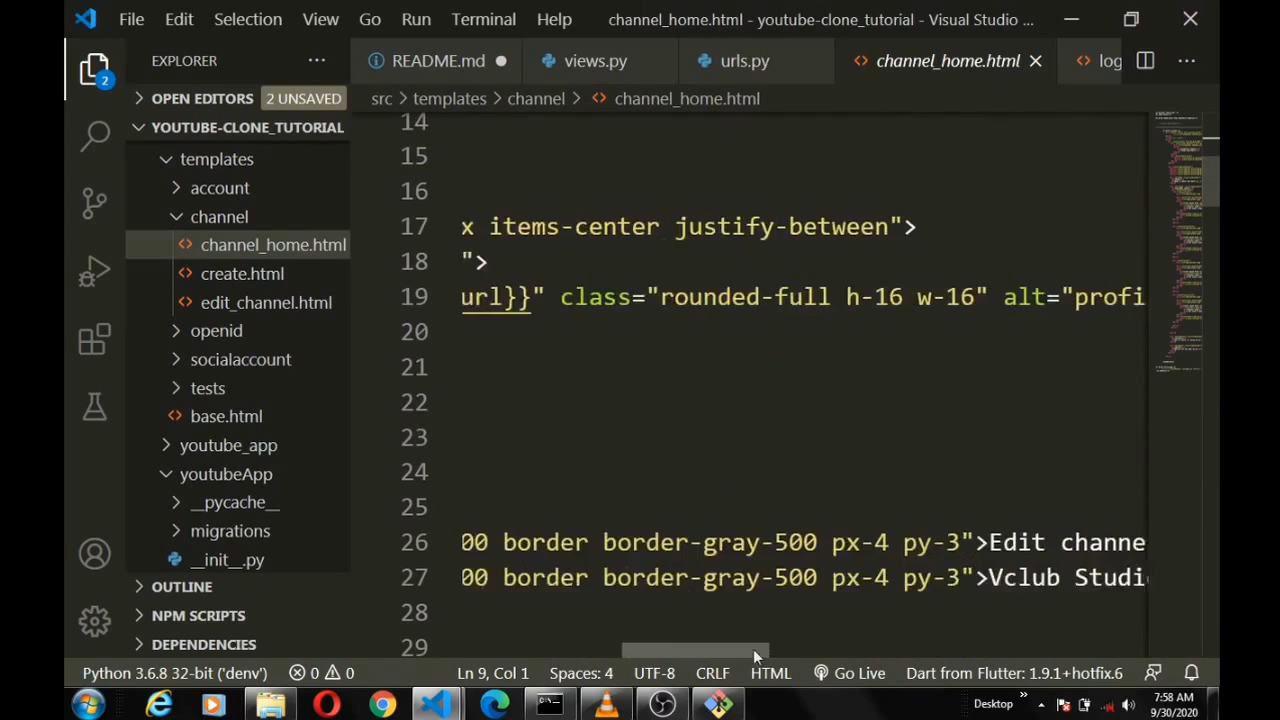 File Edit Selection View Go Run Terminal Help channel_home.html - youtube-clone_tutorial - Visual Studio ...
EXPLORER
README.md
views.py
urls.py
channel_home.html
log
OPEN EDITORS 2 UNSAVED
src > templates > channel > channel_home.html
YOUTUBE-CLONE_TUTORIAL
templates
account
channel
channel_home.html
create.html
edit_channel.html
openid
socialaccount
tests
base.html
youtube_app
youtubeApp
__pycache__
migrations
__init__.py
OUTLINE
NPM SCRIPTS
DEPENDENCIES
2
14
15
16
17 x items-center justify-between">
18 ">
19 url}}" class="rounded-full h-16 w-16" alt="profi
20
21
22
23
24
25
26 00 border border-gray-500 px-4 py-3">Edit channe
27 00 border border-gray-500 px-4 py-3">Vclub Studi
28
29
Python 3.6.8 32-bit ('denv') 0 0 Ln 9, Col 1 Spaces: 4 UTF-8 CRLF HTML Go Live Dart from Flutter: 1.9.1+hotfix.6
Desktop
7:58 AM
9/30/2020